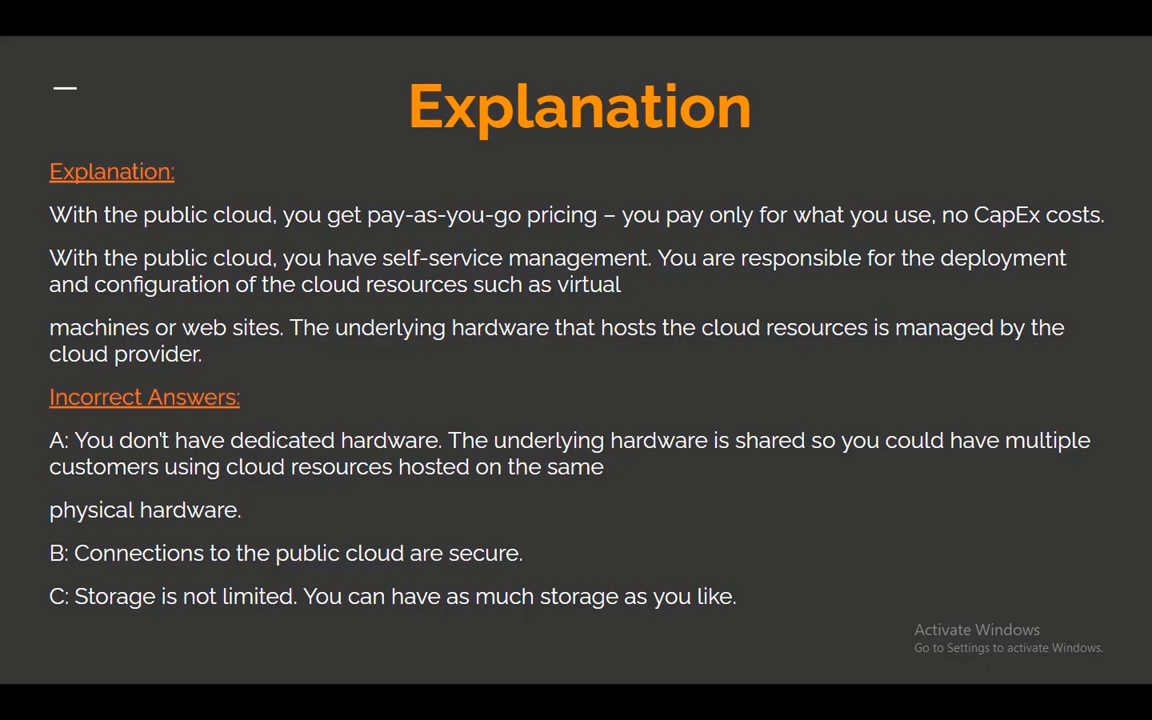 Explanation
Explanation:
With the public cloud, you get pay-as-you-go pricing – you pay only for what you use, no CapEx costs.
With the public cloud, you have self-service management. You are responsible for the deployment
and configuration of the cloud resources such as virtual
machines or web sites. The underlying hardware that hosts the cloud resources is managed by the
cloud provider.
Incorrect Answers:
A: You don't have dedicated hardware. The underlying hardware is shared so you could have multiple
customers using cloud resources hosted on the same
physical hardware.
B: Connections to the public cloud are secure.
C: Storage is not limited. You can have as much storage as you like.
Activate Windows
Go to Settings to activate Windows.